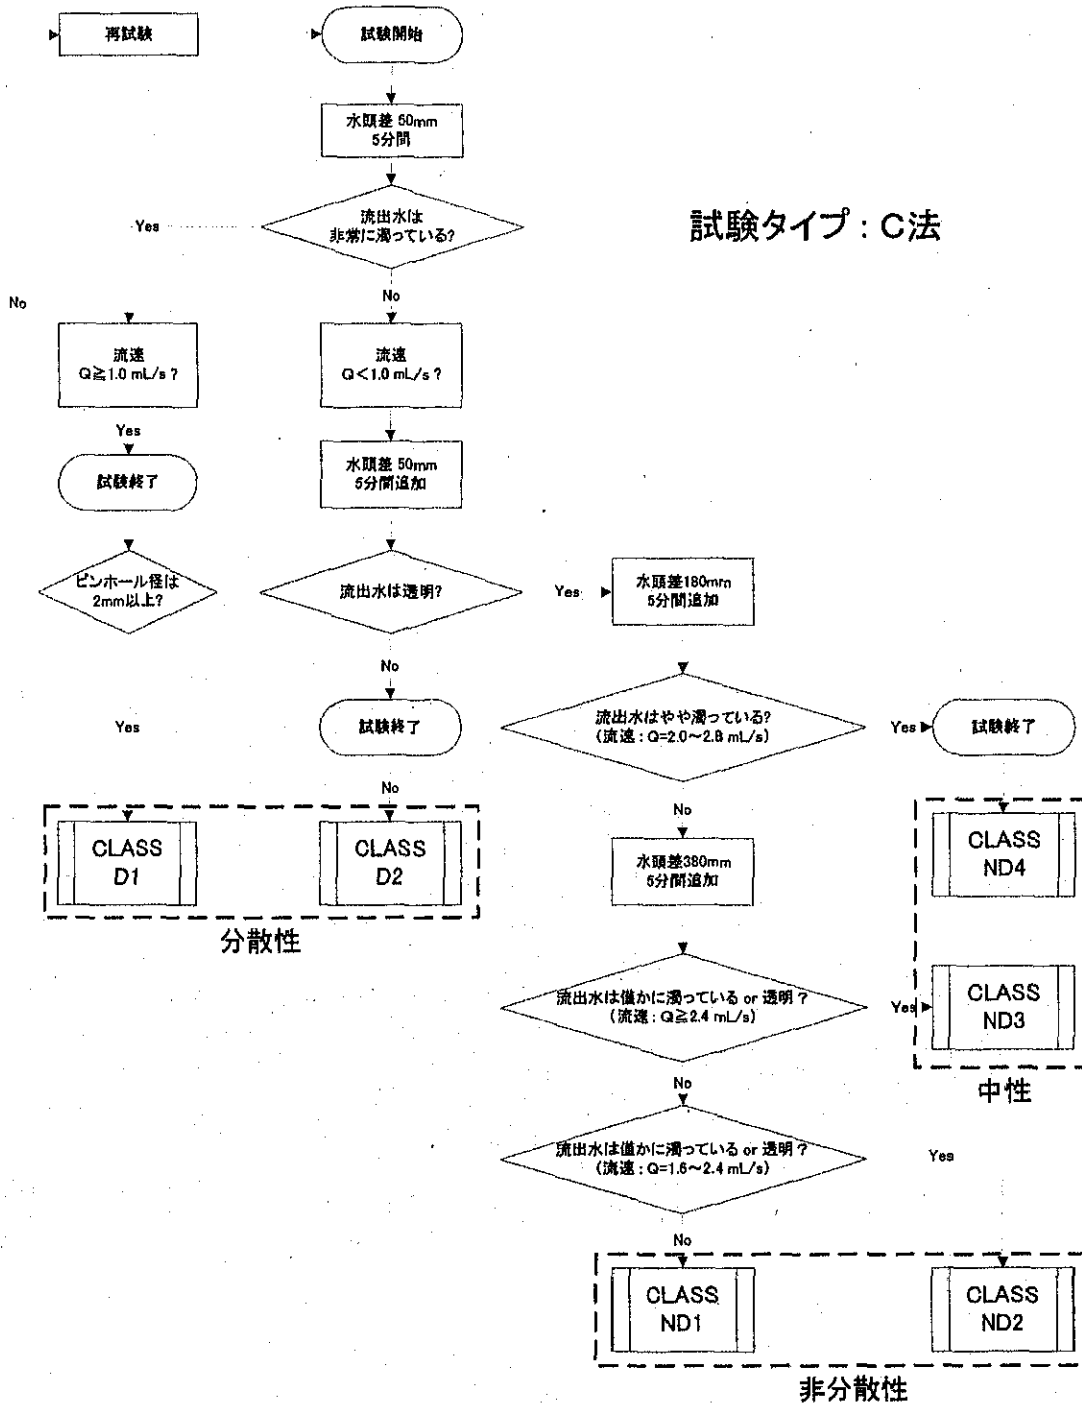 再試験
試験開始
水頭差 50mm
5分間
流出水は
非常に濁っている?
Yes
試験タイプ : C法
No
No
流速
Q≧1.0 mL/s ?
流速
Q<1.0 mL/s ?
Yes
試験終了
水頭差 50mm
5分間追加
ピンホール径は
2mm以上?
流出水は透明?
Yes
水頭差180mm
5分間追加
No
Yes
試験終了
流出水はやや濁っている?
(流速 : Q=2.0～2.8 mL/s)
Yes
試験終了
No
No
CLASS
D1
CLASS
D2
水頭差380mm
5分間追加
CLASS
ND4
分散性
流出水は僅かに濁っている or 透明 ?
(流速 : Q≧2.4 mL/s)
Yes
CLASS
ND3
中性
No
流出水は僅かに濁っている or 透明 ?
(流速 : Q=1.6～2.4 mL/s)
Yes
No
CLASS
ND1
CLASS
ND2
非分散性